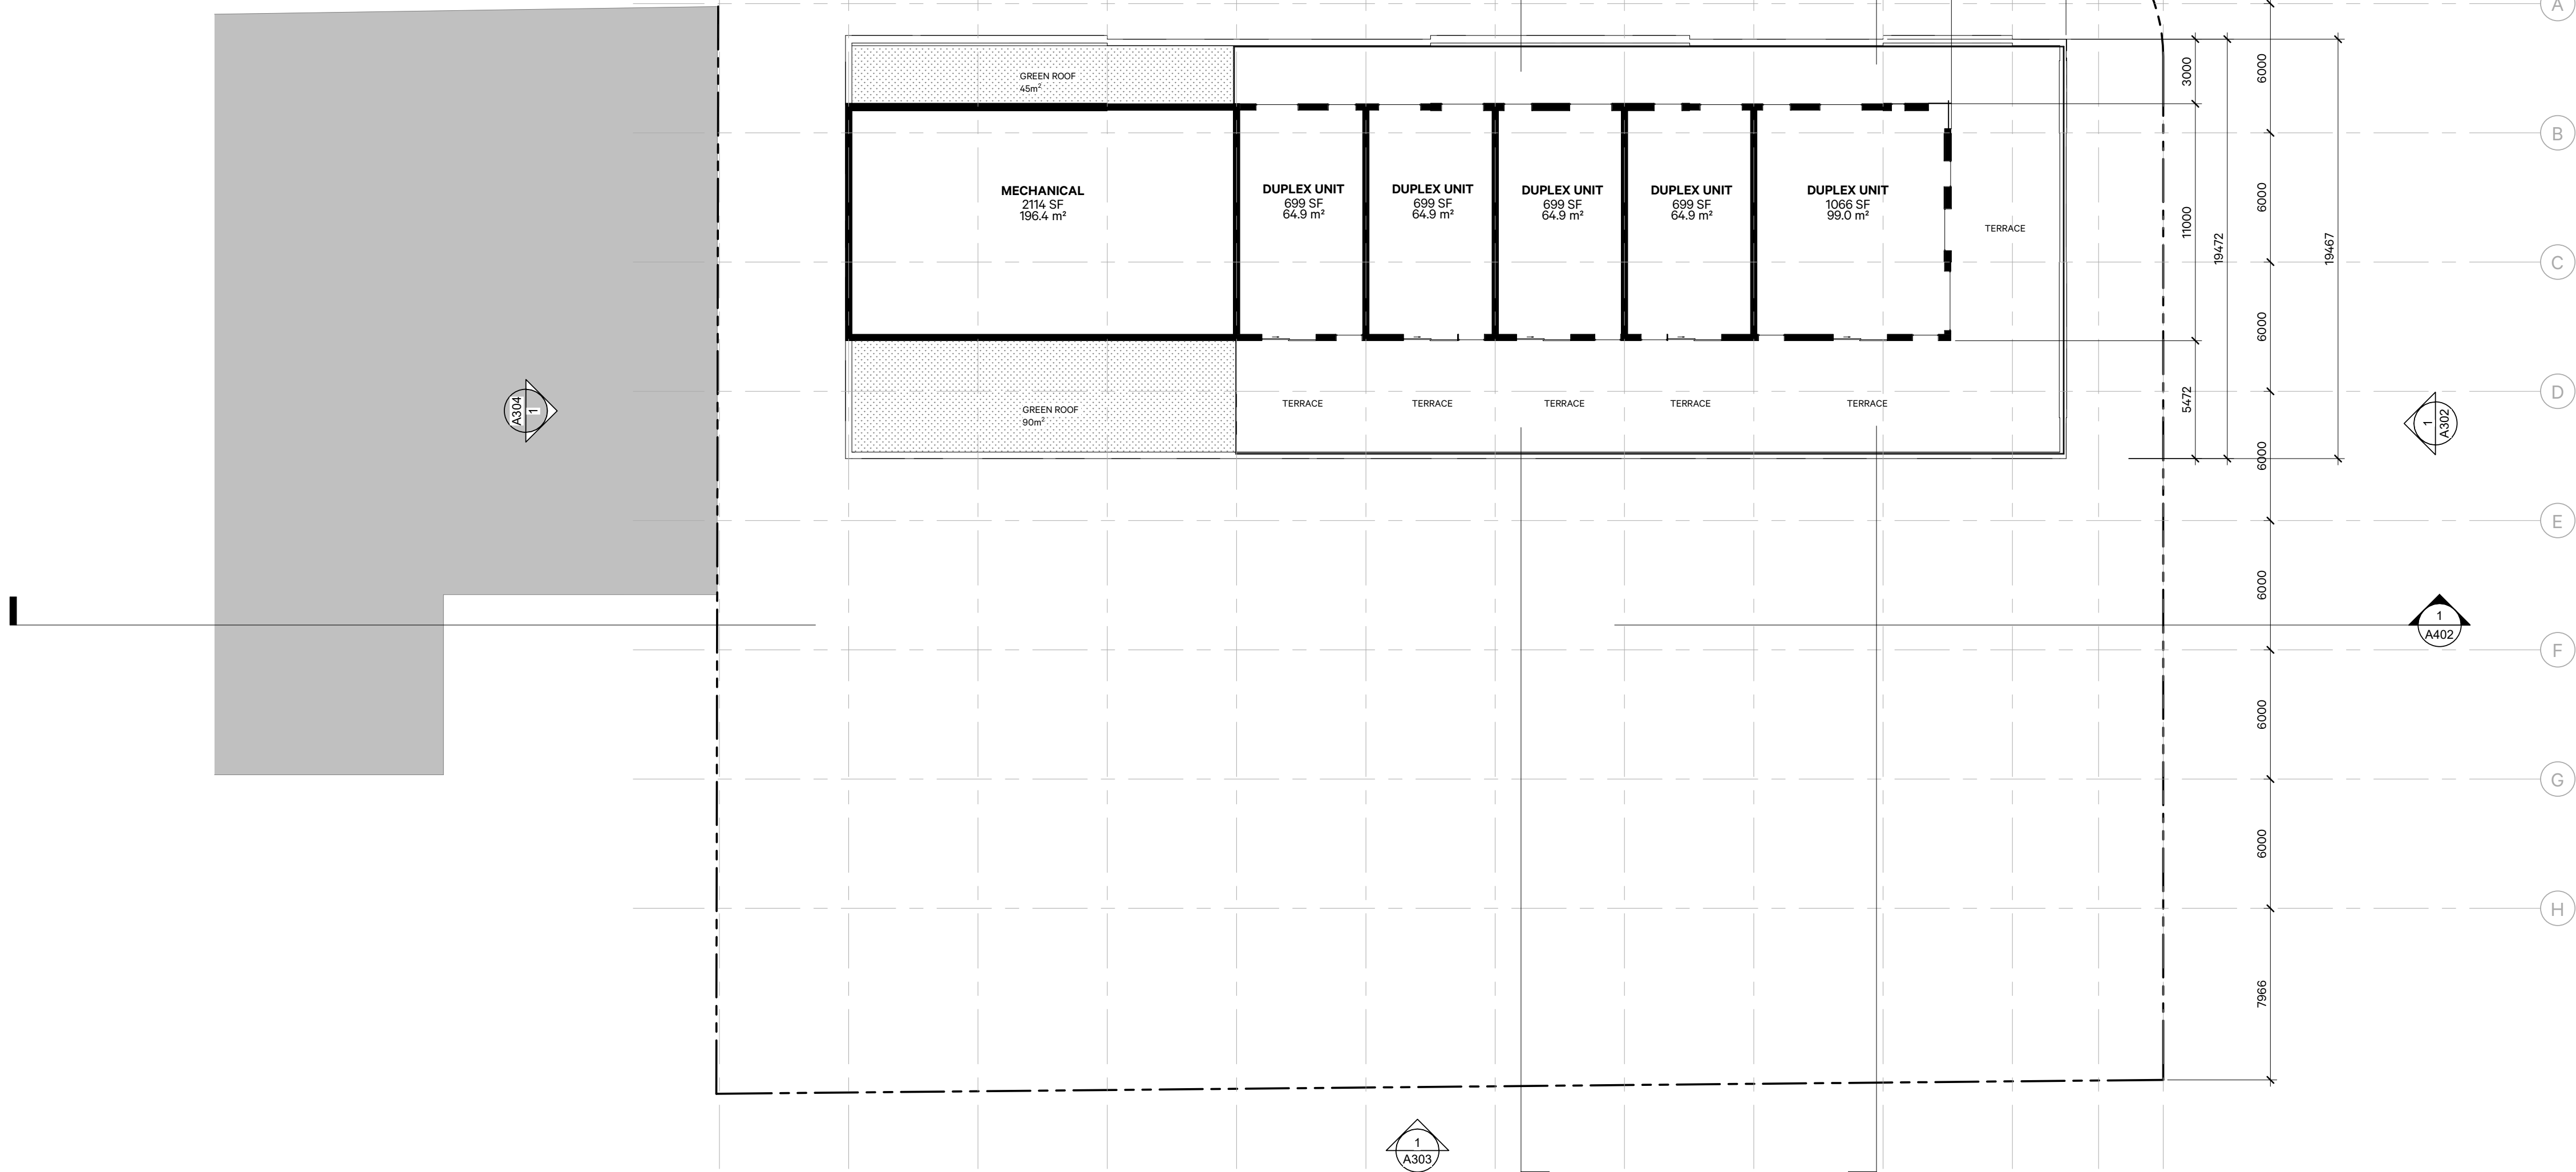 A
GREEN ROOF
45m²
3000
6000
B
MECHANICAL
2114 SF
196.4 m²
DUPLEX UNIT
699 SF
64.9 m²
DUPLEX UNIT
699 SF
64.9 m²
DUPLEX UNIT
699 SF
64.9 m²
DUPLEX UNIT
699 SF
64.9 m²
DUPLEX UNIT
1066 SF
99.0 m²
TERRACE
11000
19472
6000
19467
C
6000
D
GREEN ROOF
90m²
TERRACE
TERRACE
TERRACE
TERRACE
TERRACE
5472
6000
A304
1
1
A302
E
6000
1
A402
F
6000
G
6000
H
7966
1
A303